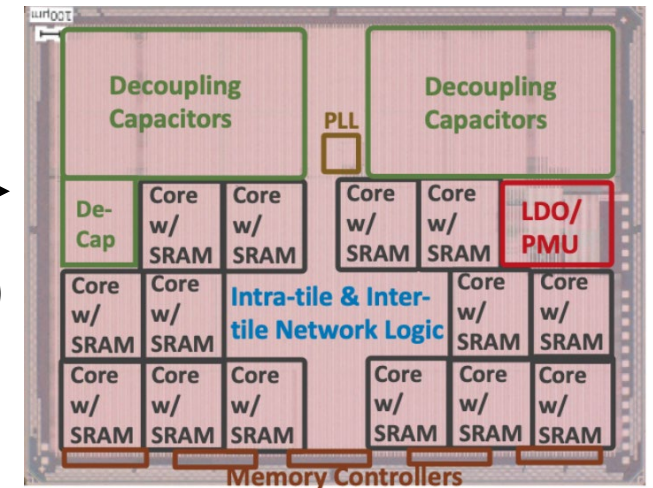 100μm
Decoupling
Capacitors
Decoupling
Capacitors
PLL
De-
Cap
Core
w/
SRAM
Core
w/
SRAM
Core
w/
SRAM
Core
w/
SRAM
LDO/
PMU
Core
w/
SRAM
Core
w/
SRAM
Intra-tile & Inter-
tile Network Logic
Core
w/
SRAM
Core
w/
SRAM
Core
w/
SRAM
Core
w/
SRAM
Core
w/
SRAM
Core
w/
SRAM
Core
w/
SRAM
Core
w/
SRAM
Memory Controllers